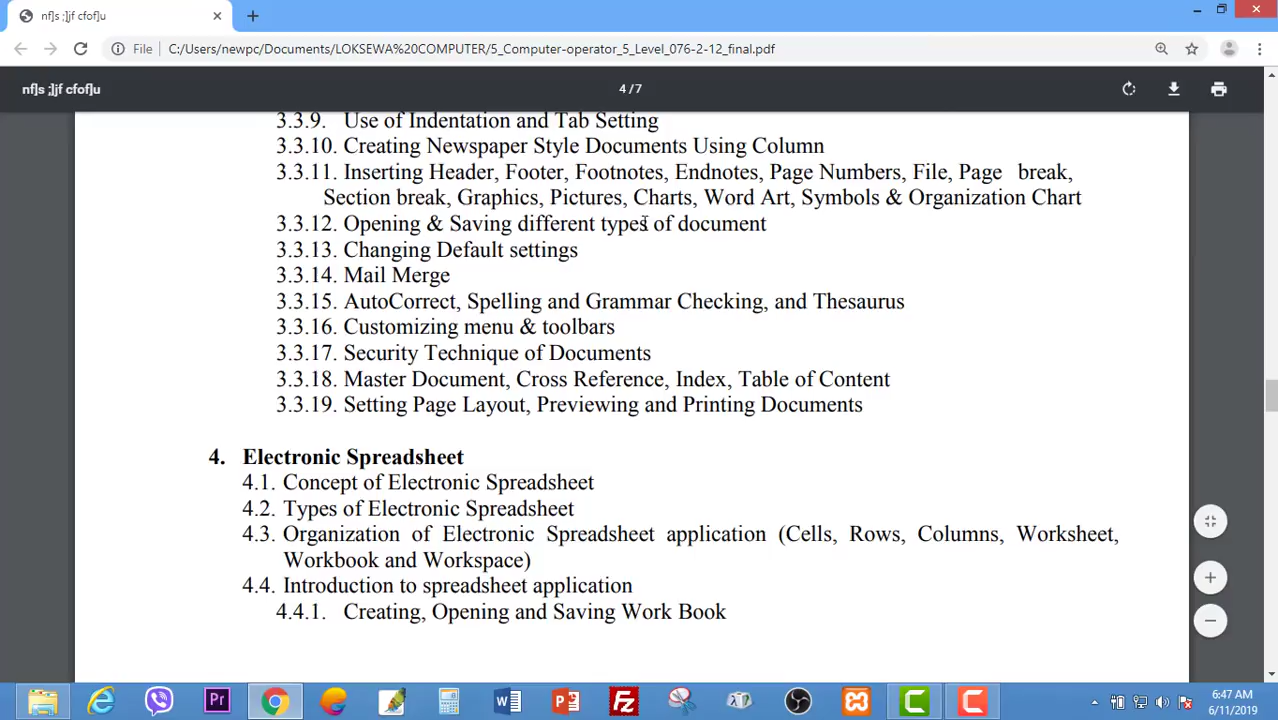 nf]s ;]jf cfof]u
File
C:/Users/newpc/Documents/LOKSEWA%20COMPUTER/5_Computer-operator_5_Level_076-2-12_final.pdf
nf]s ;]jf cfof]u
4 / 7
3.3.9. Use of Indentation and Tab Setting
3.3.10. Creating Newspaper Style Documents Using Column
3.3.11. Inserting Header, Footer, Footnotes, Endnotes, Page Numbers, File, Page break,
Section break, Graphics, Pictures, Charts, Word Art, Symbols & Organization Chart
3.3.12. Opening & Saving different types of document
3.3.13. Changing Default settings
3.3.14. Mail Merge
3.3.15. AutoCorrect, Spelling and Grammar Checking, and Thesaurus
3.3.16. Customizing menu & toolbars
3.3.17. Security Technique of Documents
3.3.18. Master Document, Cross Reference, Index, Table of Content
3.3.19. Setting Page Layout, Previewing and Printing Documents
4. Electronic Spreadsheet
4.1. Concept of Electronic Spreadsheet
4.2. Types of Electronic Spreadsheet
4.3. Organization of Electronic Spreadsheet application (Cells, Rows, Columns, Worksheet,
Workbook and Workspace)
4.4. Introduction to spreadsheet application
4.4.1. Creating, Opening and Saving Work Book
6:47 AM
6/11/2019